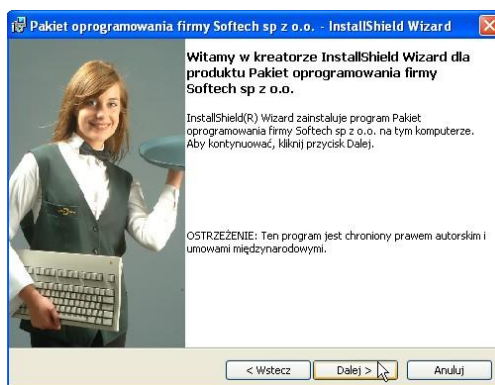 Pakiet oprogramowania firmy Softech sp z o.o. - InstallShield Wizard
Witamy w kreatorze InstallShield Wizard dla
produktu Pakiet oprogramowania firmy
Softech sp z o.o.
InstallShield(R) Wizard zainstaluje program Pakiet
oprogramowania firmy Softech sp z o.o. na tym komputerze.
Aby kontynuować, kliknij przycisk Dalej.
OSTRZEŻENIE: Ten program jest chroniony prawem autorskim i
umowami międzynarodowymi.
< Wstecz
Dalej >
Anuluj